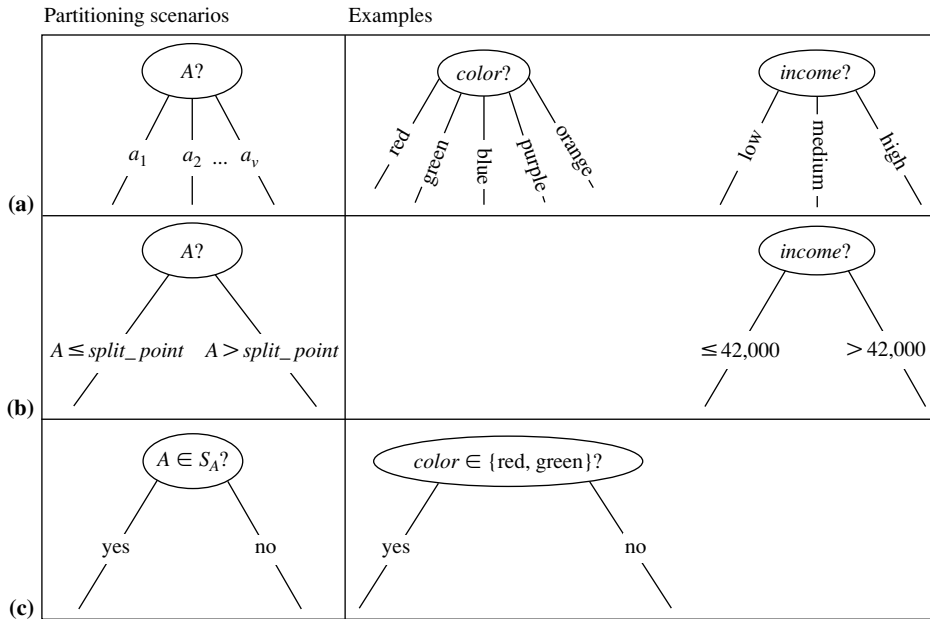 Partitioning scenarios Examples
A? color? income?
a1 a2 ... av red green blue purple orange low medium high
(a)
A? income?
A ≤ split_point A > split_point ≤ 42,000 > 42,000
(b)
A ∈ SA? color ∈ {red, green}?
yes no yes no
(c)